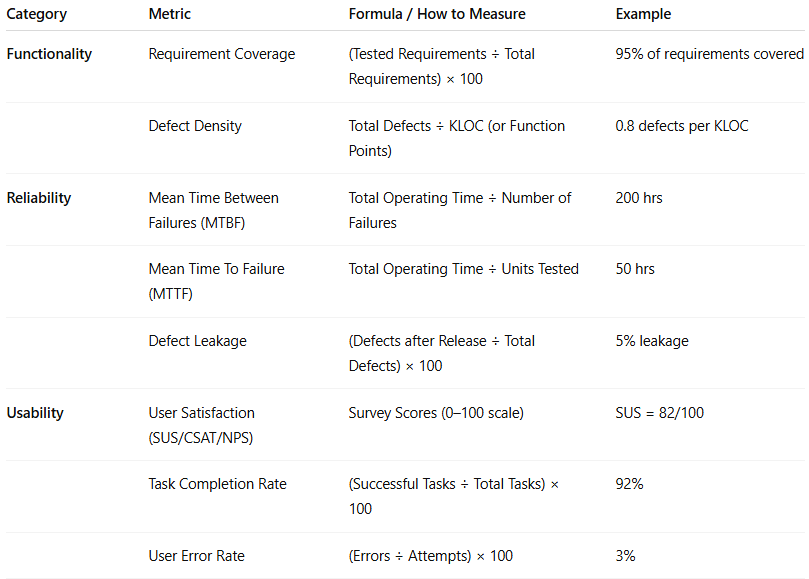 Category Metric Formula / How to Measure Example
Functionality Requirement Coverage (Tested Requirements ÷ Total 95% of requirements covered
Requirements) × 100
Defect Density Total Defects ÷ KLOC (or Function 0.8 defects per KLOC
Points)
Reliability Mean Time Between Total Operating Time ÷ Number of 200 hrs
Failures (MTBF) Failures
Mean Time To Failure Total Operating Time ÷ Units Tested 50 hrs
(MTTF)
Defect Leakage (Defects after Release ÷ Total 5% leakage
Defects) × 100
Usability User Satisfaction Survey Scores (0–100 scale) SUS = 82/100
(SUS/CSAT/NPS)
Task Completion Rate (Successful Tasks ÷ Total Tasks) × 92%
100
User Error Rate (Errors ÷ Attempts) × 100 3%